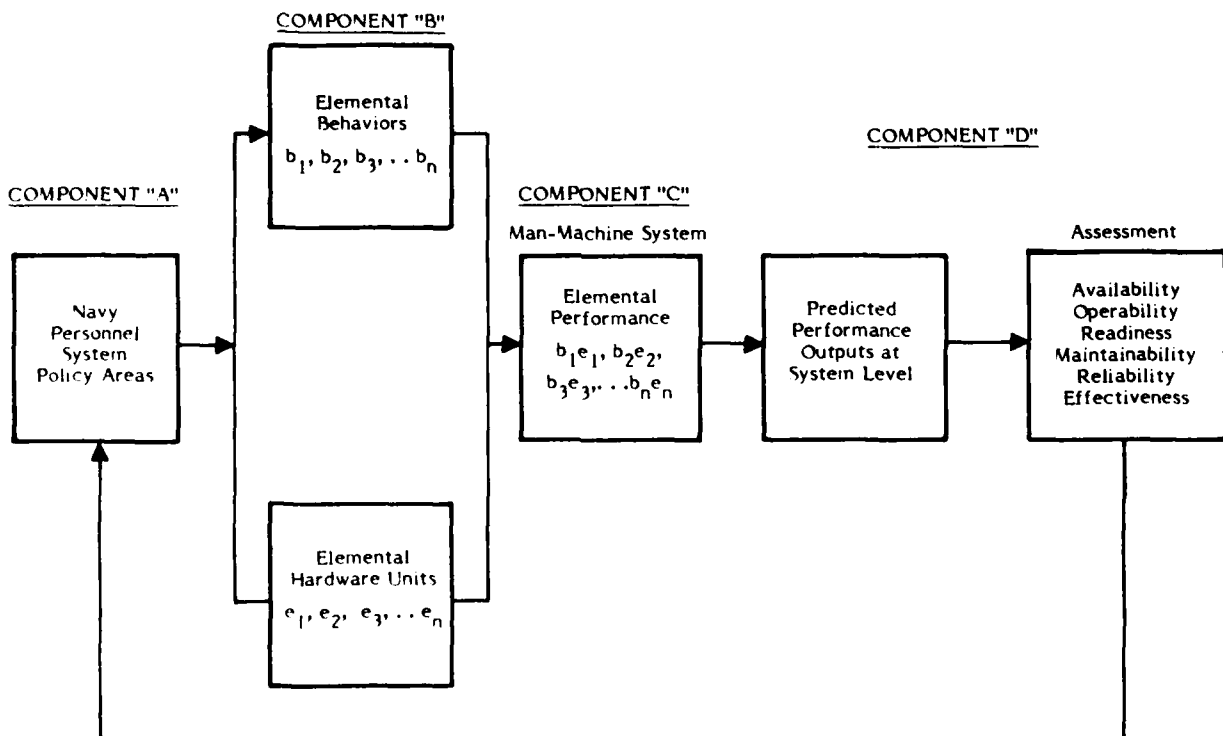 COMPONENT "A"
Navy
Personnel
System
Policy Areas
COMPONENT "B"
Elemental
Behaviors
b1, b2, b3, . . bn
Elemental
Hardware Units
e1, e2, e3, . . en
COMPONENT "C"
Man-Machine System
Elemental
Performance
b1e1, b2e2,
b3e3, . . . bnen
COMPONENT "D"
Predicted
Performance
Outputs at
System Level
Assessment
Availability
Operability
Readiness
Maintainability
Reliability
Effectiveness